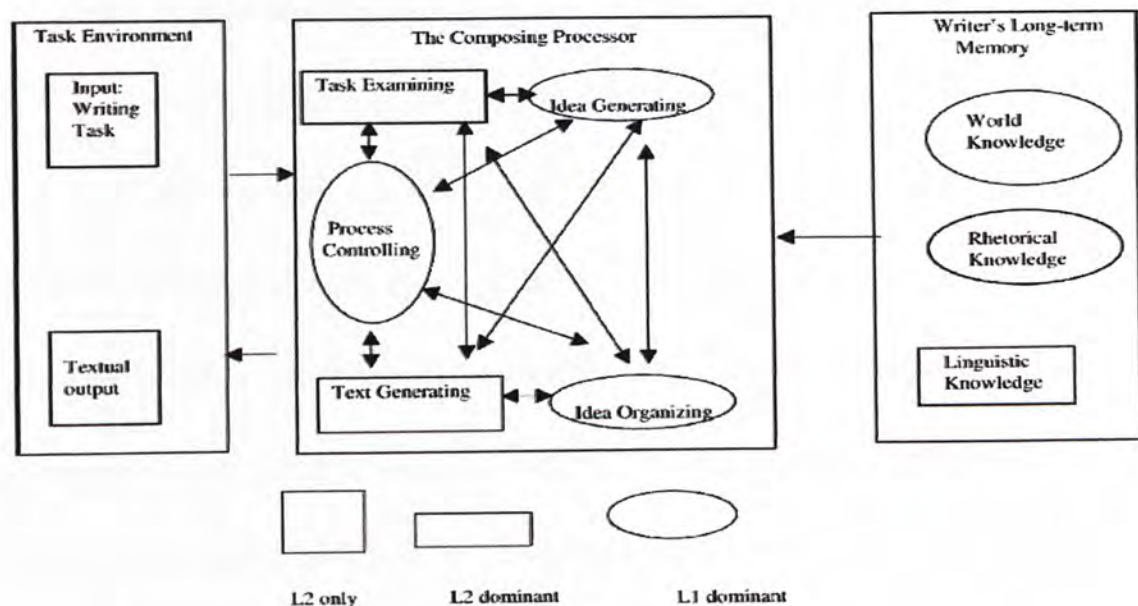 Task Environment
Input:
Writing
Task
Textual
output
The Composing Processor
Task Examining
Idea Generating
Process
Controlling
Text Generating
Idea Organizing
Writer's Long-term
Memory
World
Knowledge
Rhetorical
Knowledge
Linguistic
Knowledge
L2 only
L2 dominant
L1 dominant